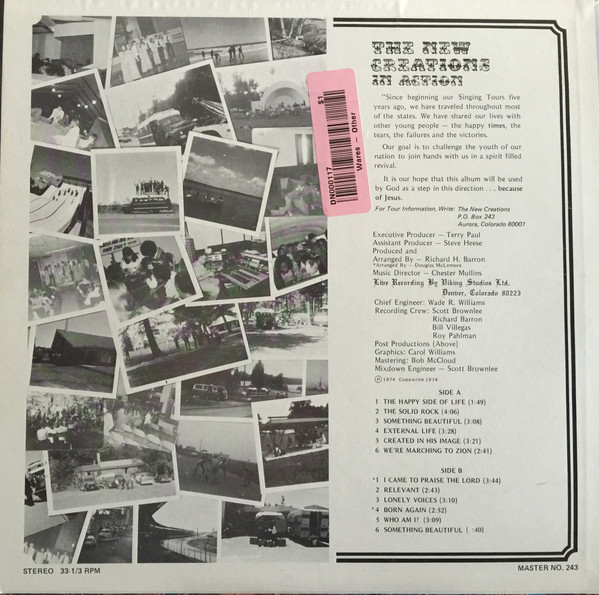 THE NEW
CREATIONS
IN ACTION
"Since beginning our Singing Tours five
years ago, we have traveled throughout most
of the states. We have shared our lives with
other young people — the happy times, the
tears, the failures and the victories.
Our goal is to challenge the youth of our
nation to join hands with us in a spirit filled
revival.
It is our hope that this album will be used
by God as a step in this direction . . . because
of Jesus.
For Tour Information, Write: The New Creations
P.O. Box 243
Aurora, Colorado 80001
Executive Producer — Terry Paul
Assistant Producer — Steve Heese
Produced and
Arranged By — Richard H. Barron
*Arranged By — Douglas McLemore
Music Director — Chester Mullins
Live Recording By Viking Studios Ltd.
Denver, Colorado 80223
Chief Engineer: Wade R. Williams
Recording Crew: Scott Brownlee
Richard Barron
Bill Villegas
Roy Pahlman
Post Productions (Above)
Graphics: Carol Williams
Mastering: Bob McCloud
Mixdown Engineer — Scott Brownlee
Ⓟ 1974 Copywrite 1974
SIDE A
1 THE HAPPY SIDE OF LIFE (1:49)
2 THE SOLID ROCK (4:06)
3 SOMETHING BEAUTIFUL (3:08)
4 EXTERNAL LIFE (3:28)
5 CREATED IN HIS IMAGE (3:21)
6 WE'RE MARCHING TO ZION (2:41)
SIDE B
*1 I CAME TO PRAISE THE LORD (3:44)
2 RELEVANT (2:43)
3 LONELY VOICES (3:10)
*4 BORN AGAIN (2:52)
5 WHO AM I? (3:09)
6 SOMETHING BEAUTIFUL ( :40)
$1
DN000117
Wares – Other
STEREO 33-1/3 RPM
MASTER NO. 243